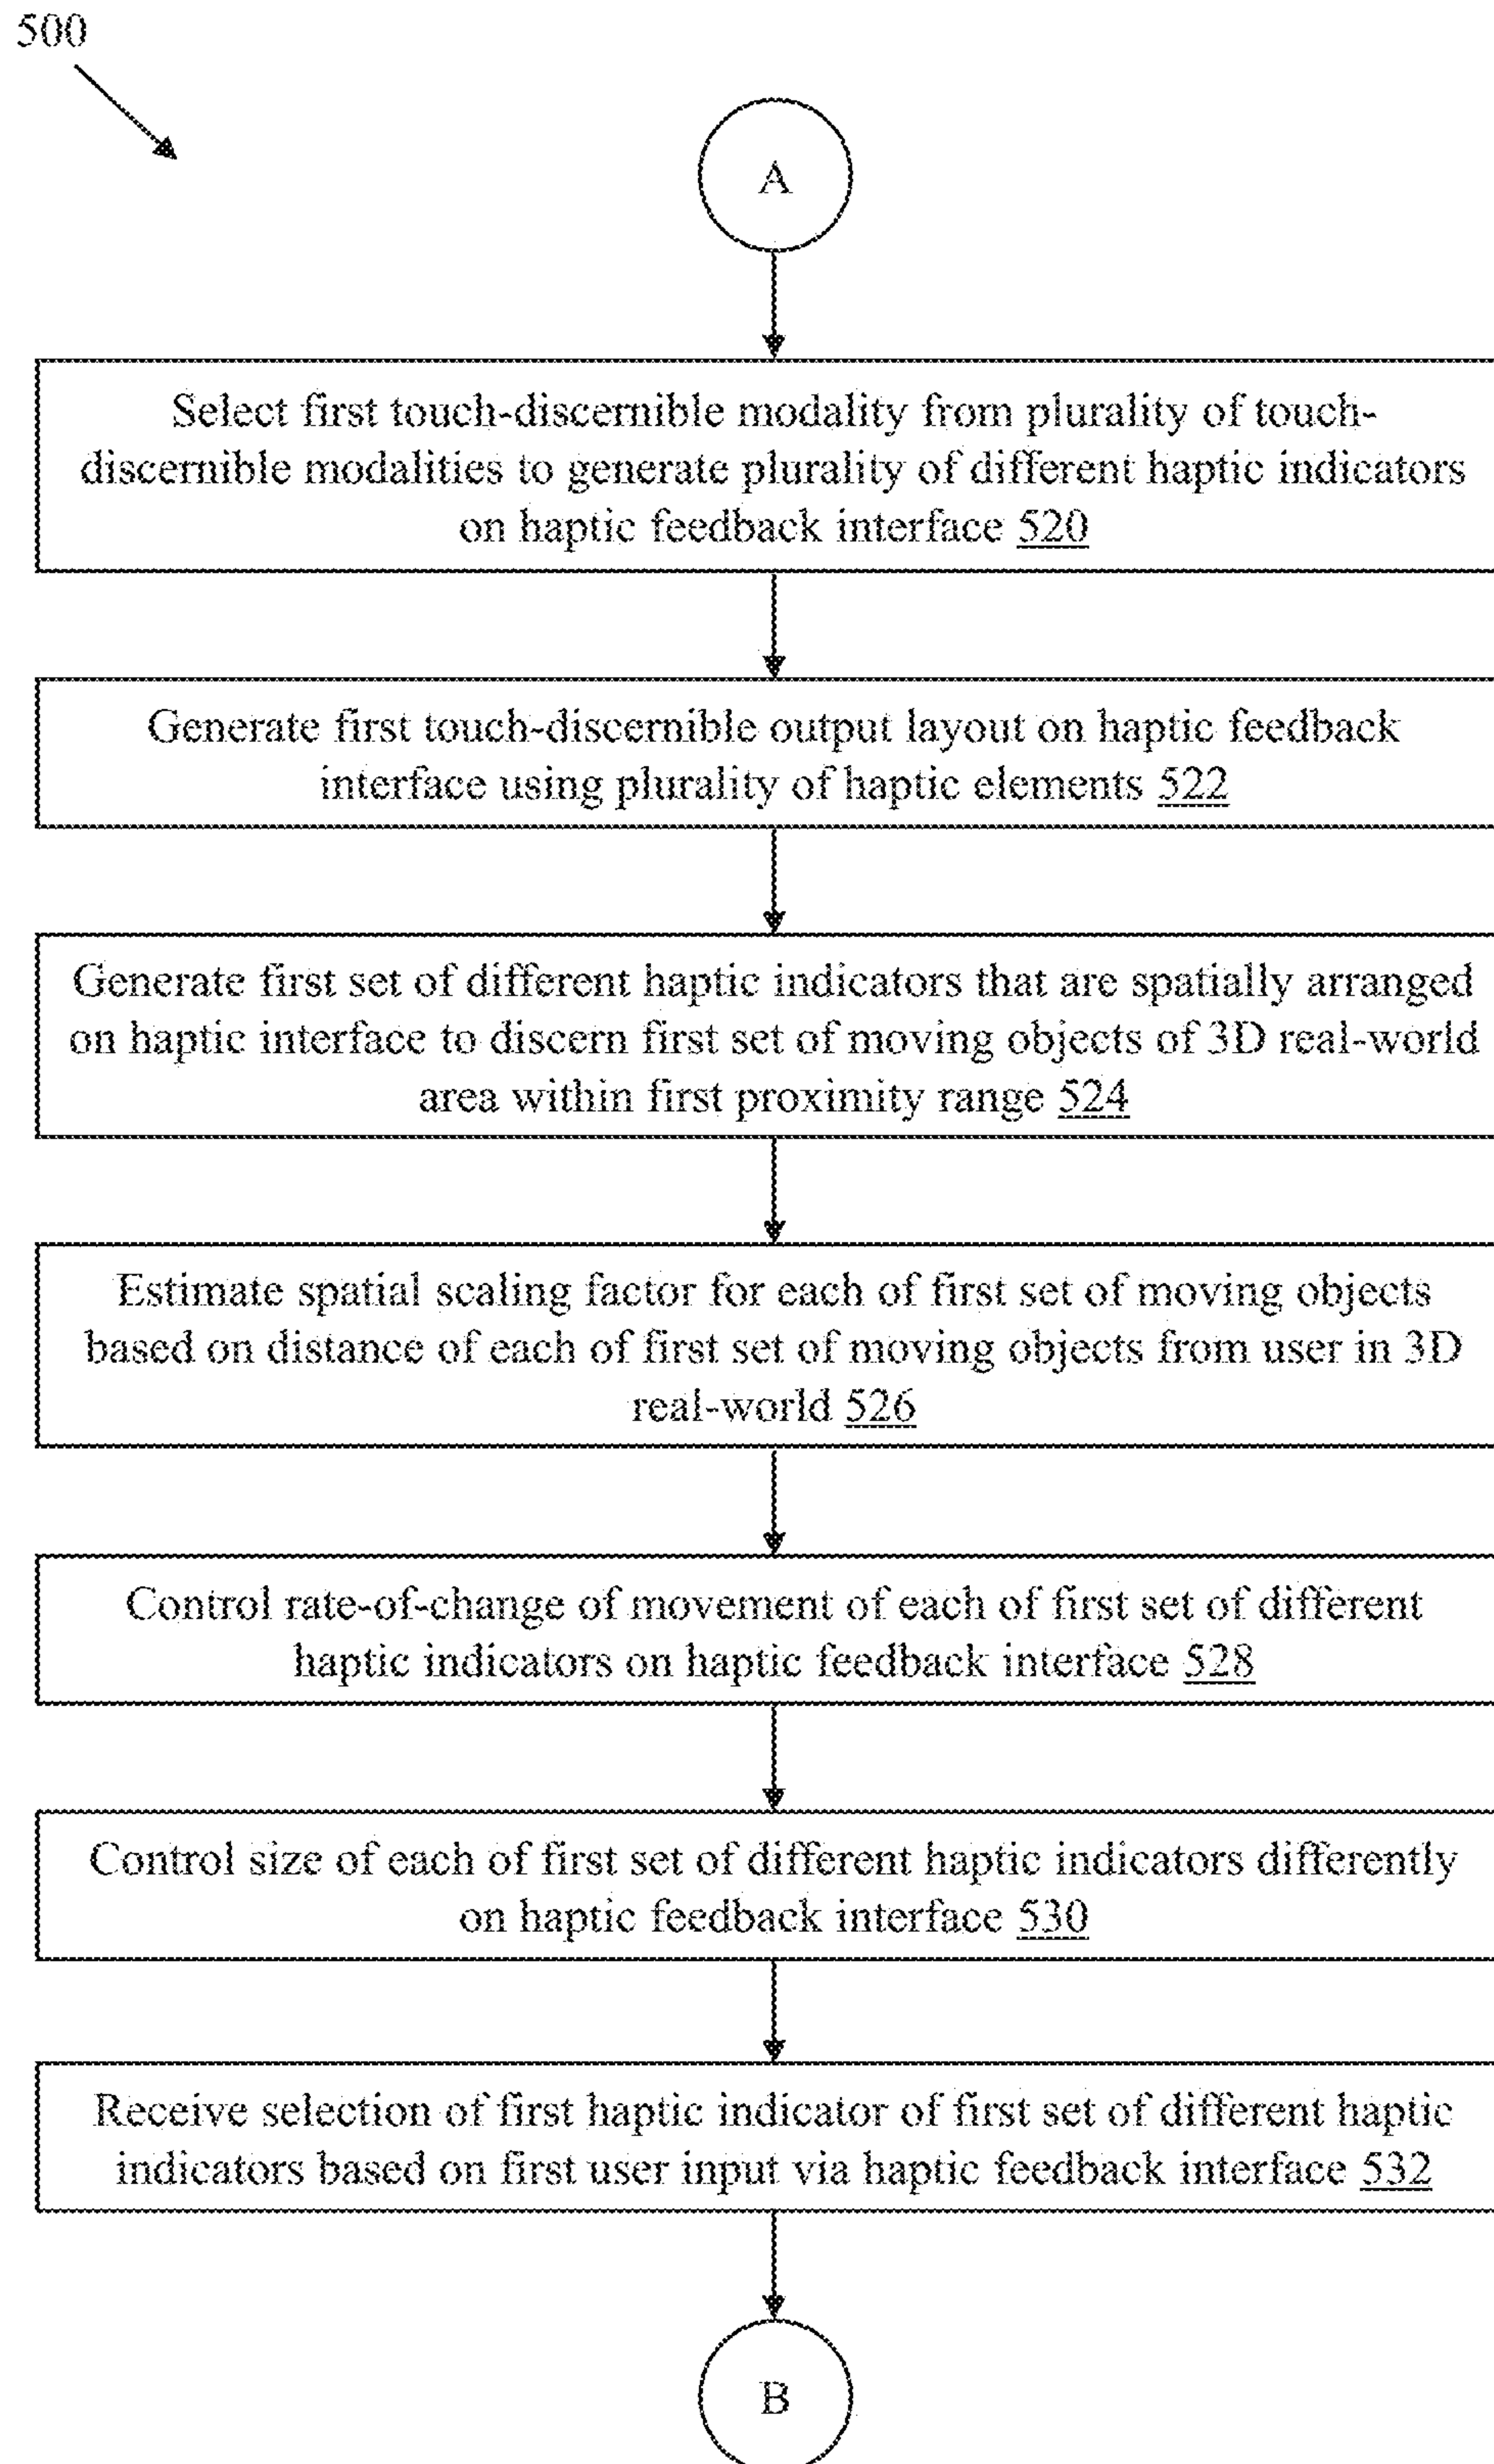 500
A
Select first touch-discernible modality from plurality of touch-
discernible modalities to generate plurality of different haptic indicators
on haptic feedback interface 520
Generate first touch-discernible output layout on haptic feedback
interface using plurality of haptic elements 522
Generate first set of different haptic indicators that are spatially arranged
on haptic interface to discern first set of moving objects of 3D real-world
area within first proximity range 524
Estimate spatial scaling factor for each of first set of moving objects
based on distance of each of first set of moving objects from user in 3D
real-world 526
Control rate-of-change of movement of each of first set of different
haptic indicators on haptic feedback interface 528
Control size of each of first set of different haptic indicators differently
on haptic feedback interface 530
Receive selection of first haptic indicator of first set of different haptic
indicators based on first user input via haptic feedback interface 532
B